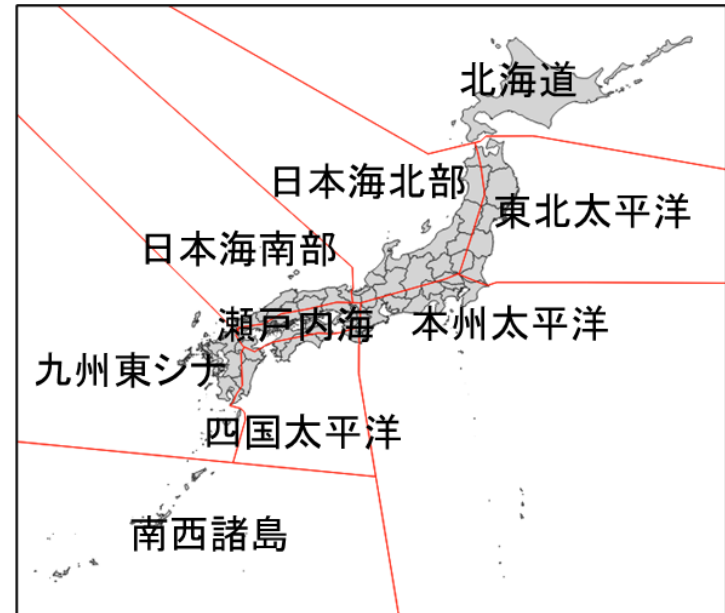 北海道
日本海北部
東北太平洋
日本海南部
瀬戸内海
本州太平洋
九州東シナ
四国太平洋
南西諸島